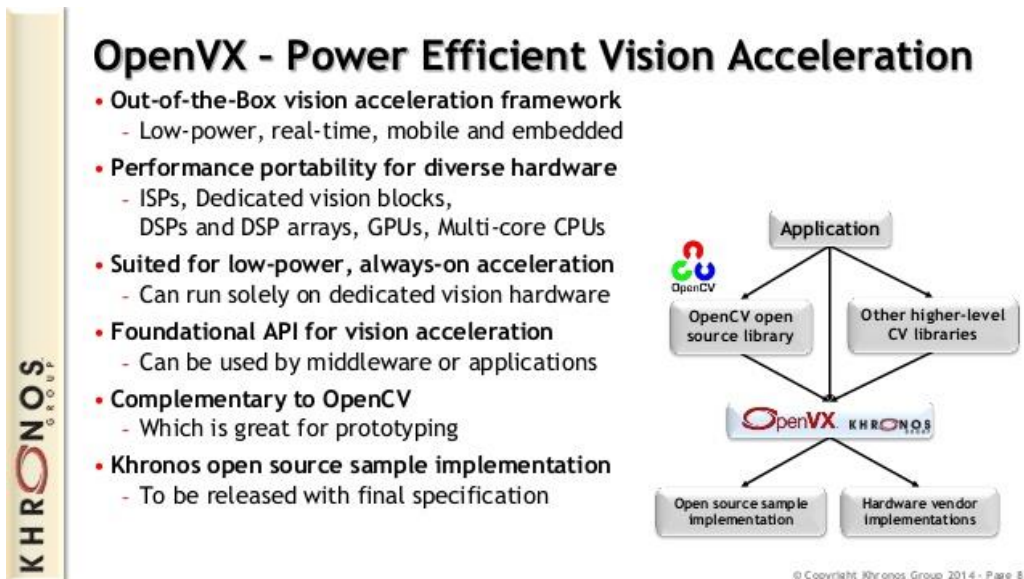 OpenVX – Power Efficient Vision Acceleration
• Out-of-the-Box vision acceleration framework
- Low-power, real-time, mobile and embedded
• Performance portability for diverse hardware
- ISPs, Dedicated vision blocks,
DSPs and DSP arrays, GPUs, Multi-core CPUs
• Suited for low-power, always-on acceleration
- Can run solely on dedicated vision hardware
• Foundational API for vision acceleration
- Can be used by middleware or applications
• Complementary to OpenCV
- Which is great for prototyping
• Khronos open source sample implementation
- To be released with final specification
Application
OpenCV
OpenCV open
source library
Other higher-level
CV libraries
OpenVX KHRONOS
GROUP
Open source sample
implementation
Hardware vendor
implementations
KHRONOS
GROUP
© Copyright Khronos Group 2014 - Page 8